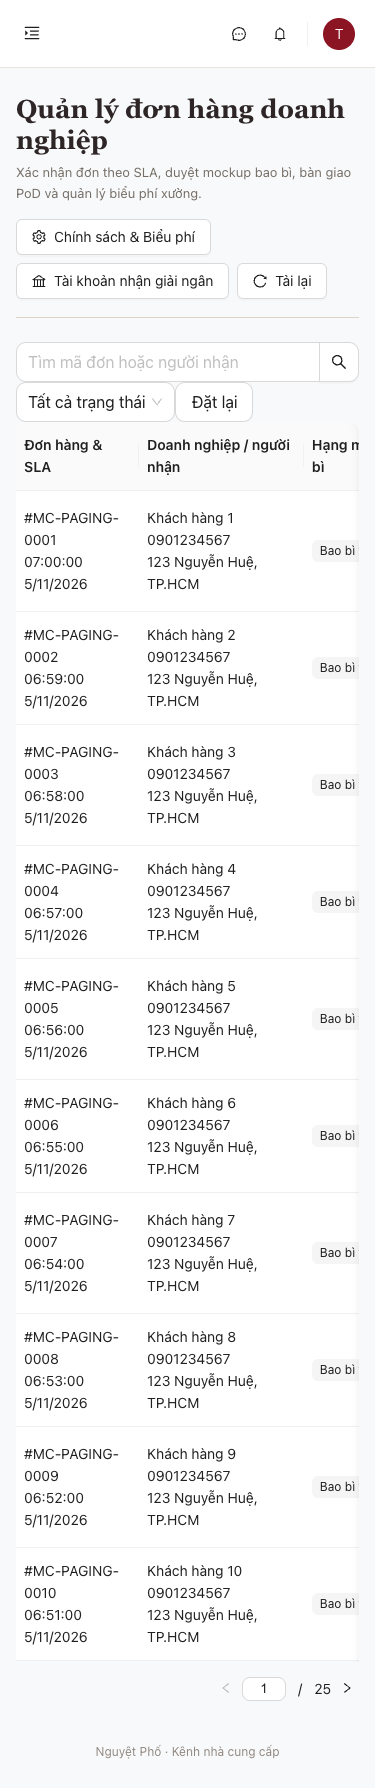 T
Quản lý đơn hàng doanh
nghiệp
Xác nhận đơn theo SLA, duyệt mockup bao bì, bàn giao
PoD và quản lý biểu phí xưởng.
Chính sách & Biểu phí
Tài khoản nhận giải ngân
Tải lại
Tìm mã đơn hoặc người nhận
Tất cả trạng thái
Đặt lại
Đơn hàng &
SLA
Doanh nghiệp / người
nhận
Hạng m
bì
#MC-PAGING-
0001
07:00:00
5/11/2026
Khách hàng 1
0901234567
123 Nguyễn Huệ,
TP.HCM
Bao bì
#MC-PAGING-
0002
06:59:00
5/11/2026
Khách hàng 2
0901234567
123 Nguyễn Huệ,
TP.HCM
Bao bì
#MC-PAGING-
0003
06:58:00
5/11/2026
Khách hàng 3
0901234567
123 Nguyễn Huệ,
TP.HCM
Bao bì
#MC-PAGING-
0004
06:57:00
5/11/2026
Khách hàng 4
0901234567
123 Nguyễn Huệ,
TP.HCM
Bao bì
#MC-PAGING-
0005
06:56:00
5/11/2026
Khách hàng 5
0901234567
123 Nguyễn Huệ,
TP.HCM
Bao bì
#MC-PAGING-
0006
06:55:00
5/11/2026
Khách hàng 6
0901234567
123 Nguyễn Huệ,
TP.HCM
Bao bì
#MC-PAGING-
0007
06:54:00
5/11/2026
Khách hàng 7
0901234567
123 Nguyễn Huệ,
TP.HCM
Bao bì
#MC-PAGING-
0008
06:53:00
5/11/2026
Khách hàng 8
0901234567
123 Nguyễn Huệ,
TP.HCM
Bao bì
#MC-PAGING-
0009
06:52:00
5/11/2026
Khách hàng 9
0901234567
123 Nguyễn Huệ,
TP.HCM
Bao bì
#MC-PAGING-
0010
06:51:00
5/11/2026
Khách hàng 10
0901234567
123 Nguyễn Huệ,
TP.HCM
Bao bì
1 / 25
Nguyệt Phố · Kênh nhà cung cấp